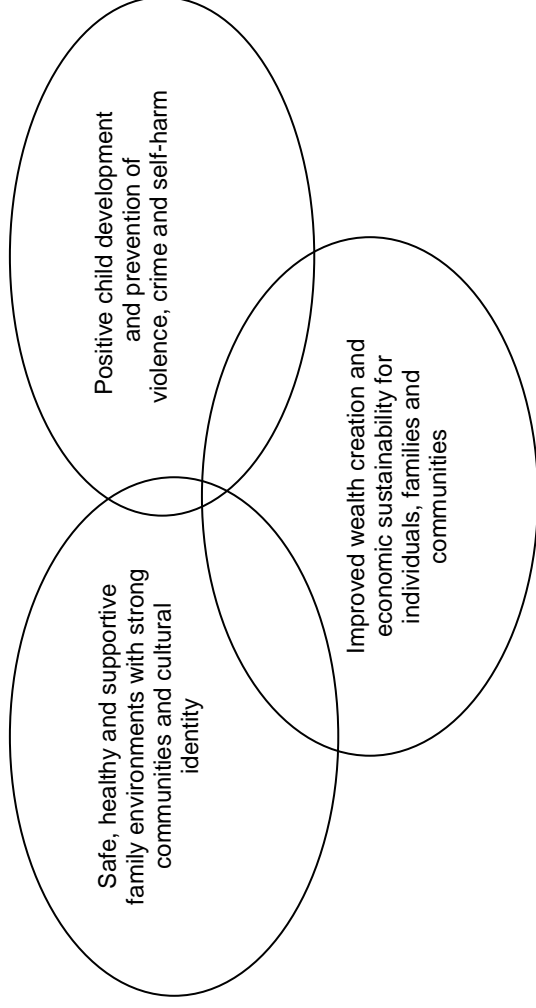 Safe, healthy and supportive
family environments with strong
communities and cultural
identity
Positive child development
and prevention of
violence, crime and self-harm
Improved wealth creation and
economic sustainability for
individuals, families and
communities